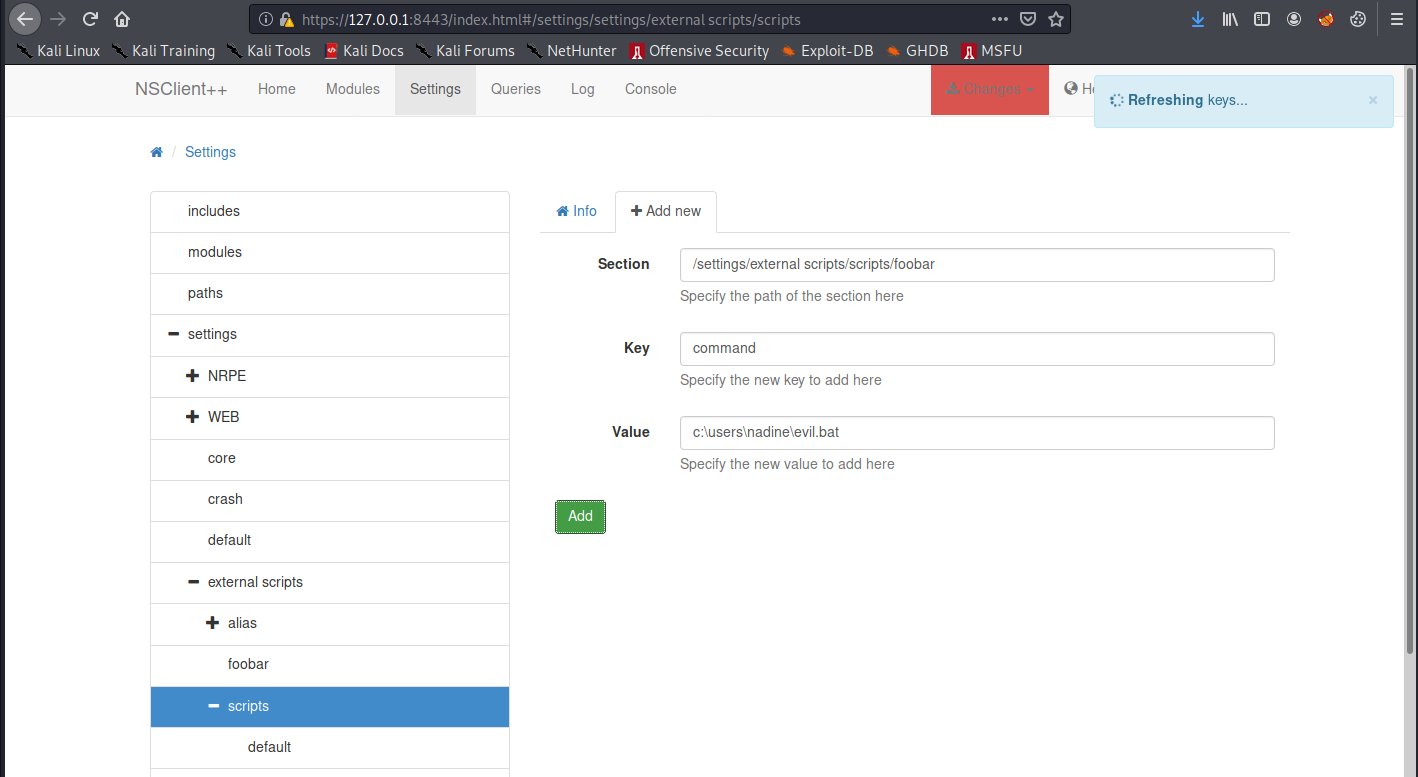 https://127.0.0.1:8443/index.html#/settings/settings/external scripts/scripts
Kali Linux Kali Training Kali Tools Kali Docs Kali Forums NetHunter Offensive Security Exploit-DB GHDB MSFU
NSClient++ Home Modules Settings Queries Log Console Changes
Refreshing keys... ×
/ Settings
includes
modules
paths
settings
NRPE
WEB
core
crash
default
external scripts
alias
foobar
scripts
default
Info Add new
Section /settings/external scripts/scripts/foobar
Specify the path of the section here
Key command
Specify the new key to add here
Value c:\users\nadine\evil.bat
Specify the new value to add here
Add